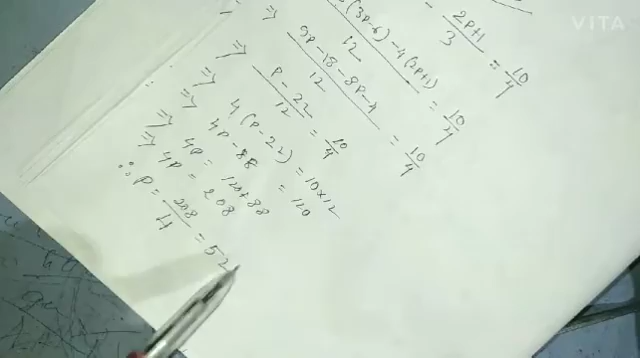 VITA
- 2P+1/3 = 10/4
(3P-6) - 4(2P+1)/12 = 10/4
=> 9P-18-8P-4/12 = 10/4
=> P-22/12 = 10/4
=> 4(P-22) = 10×12
=> 4P-88 = 120
=> 4P = 120+88
4P = 208
∴ P = 208/4 = 52